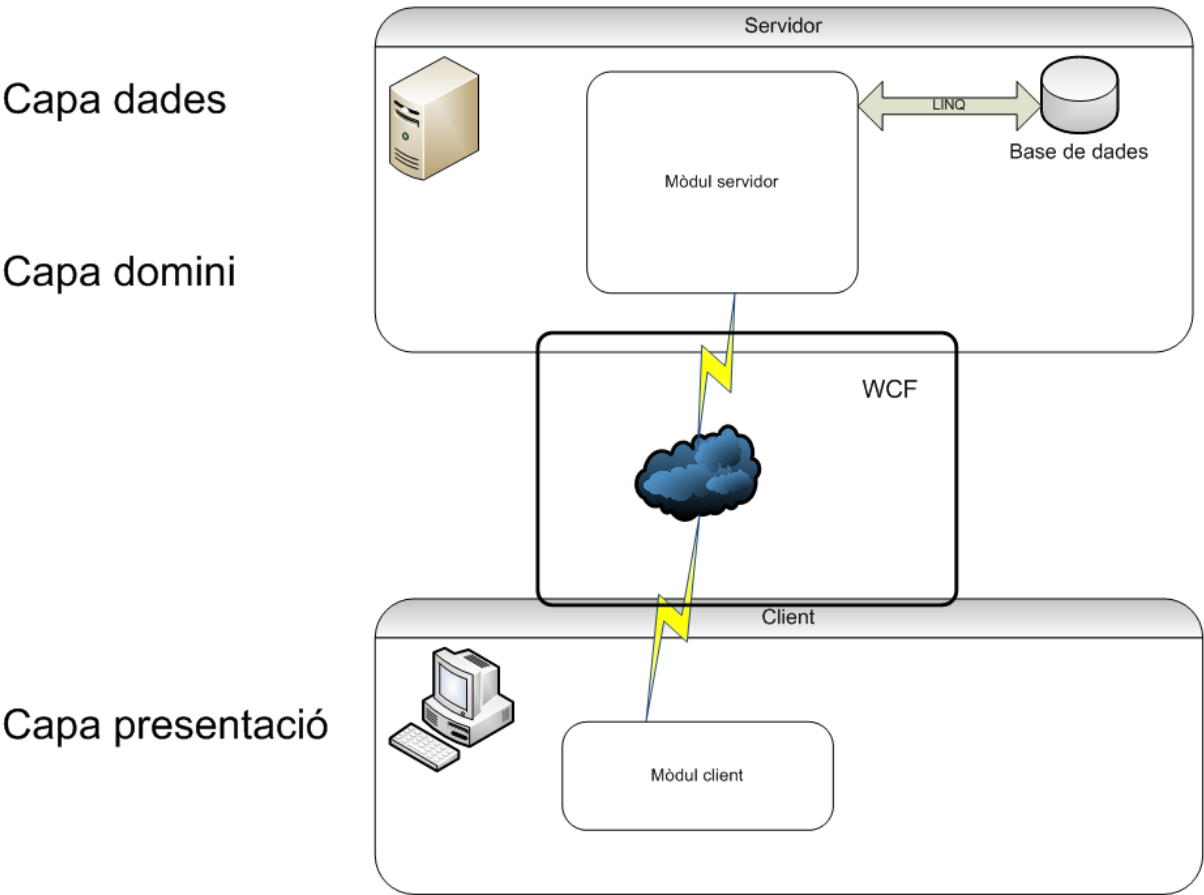 Servidor
Capa dades
LINQ
Base de dades
Mòdul servidor
Capa domini
WCF
Client
Capa presentació
Mòdul client